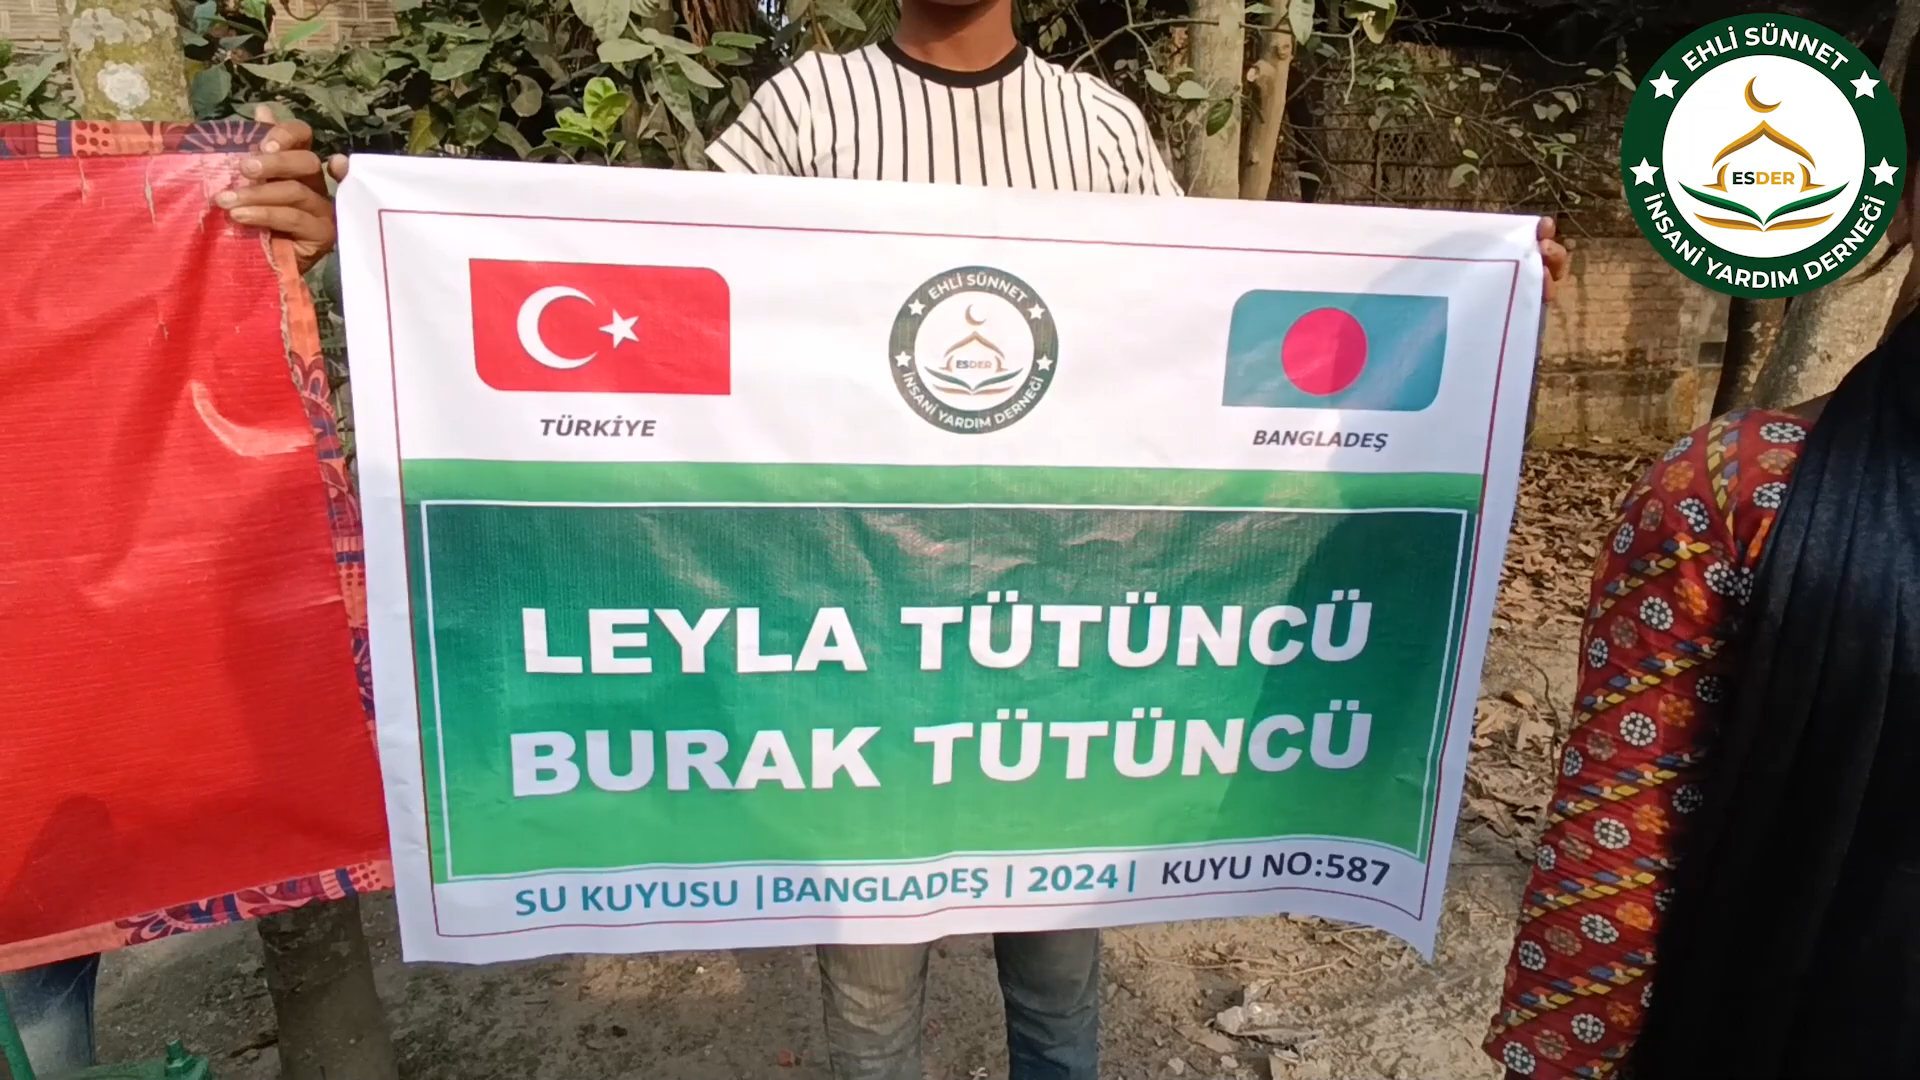 EHLİ SÜNNET
ESDER
İNSANİ YARDIM DERNEĞİ
EHLİ SÜNNET
ESDER
İNSANİ YARDIM DERNEĞİ
TÜRKİYE
BANGLADEŞ
LEYLA TÜTÜNCÜ
BURAK TÜTÜNCÜ
SU KUYUSU |BANGLADEŞ | 2024| KUYU NO:587